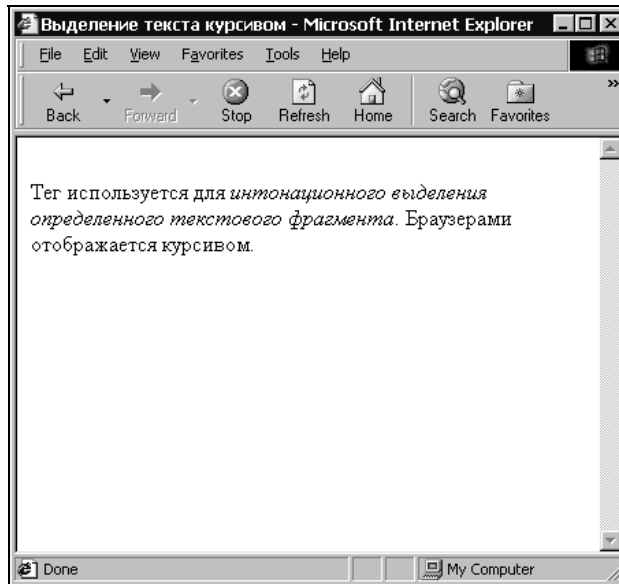 Выделение текста курсивом - Microsoft Internet Explorer
File Edit View Favorites Tools Help
Back Forward Stop Refresh Home Search Favorites »
Тег используется для интонационного выделения
определенного текстового фрагмента. Браузерами
отображается курсивом.
Done My Computer